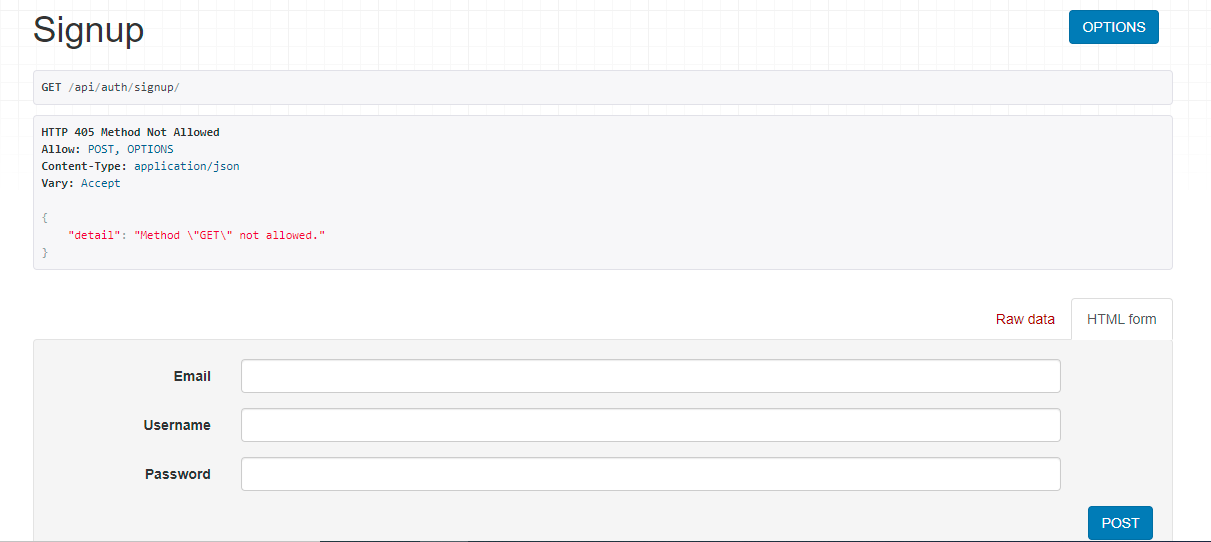 Signup
OPTIONS
GET /api/auth/signup/
HTTP 405 Method Not Allowed
Allow: POST, OPTIONS
Content-Type: application/json
Vary: Accept
{
    "detail": "Method \"GET\" not allowed."
}
Raw data
HTML form
Email
Username
Password
POST